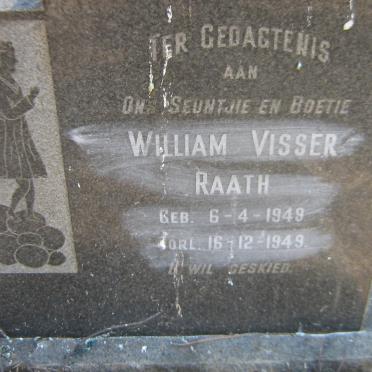 TER GEDAGTENIS
AAN
ONS SEUNTJIE EN BOETIE
WILLIAM VISSER
RAATH
GEB. 6-4-1949
OORL. 16-12-1949.
U WIL GESKIED.